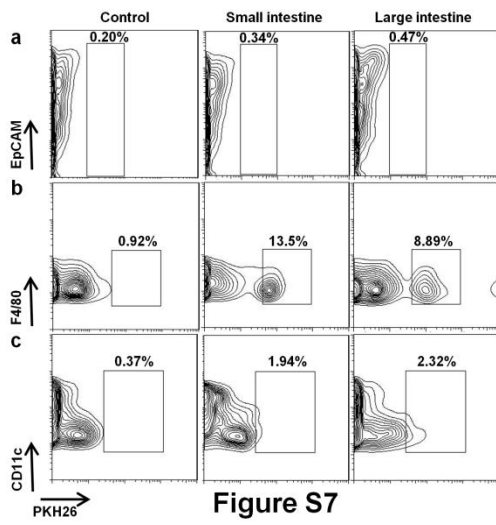 Control Small intestine Large intestine
a
0.20% 0.34% 0.47%
EpCAM
b
0.92% 13.5% 8.89%
F4/80
c
0.37% 1.94% 2.32%
CD11c
PKH26
Figure S7